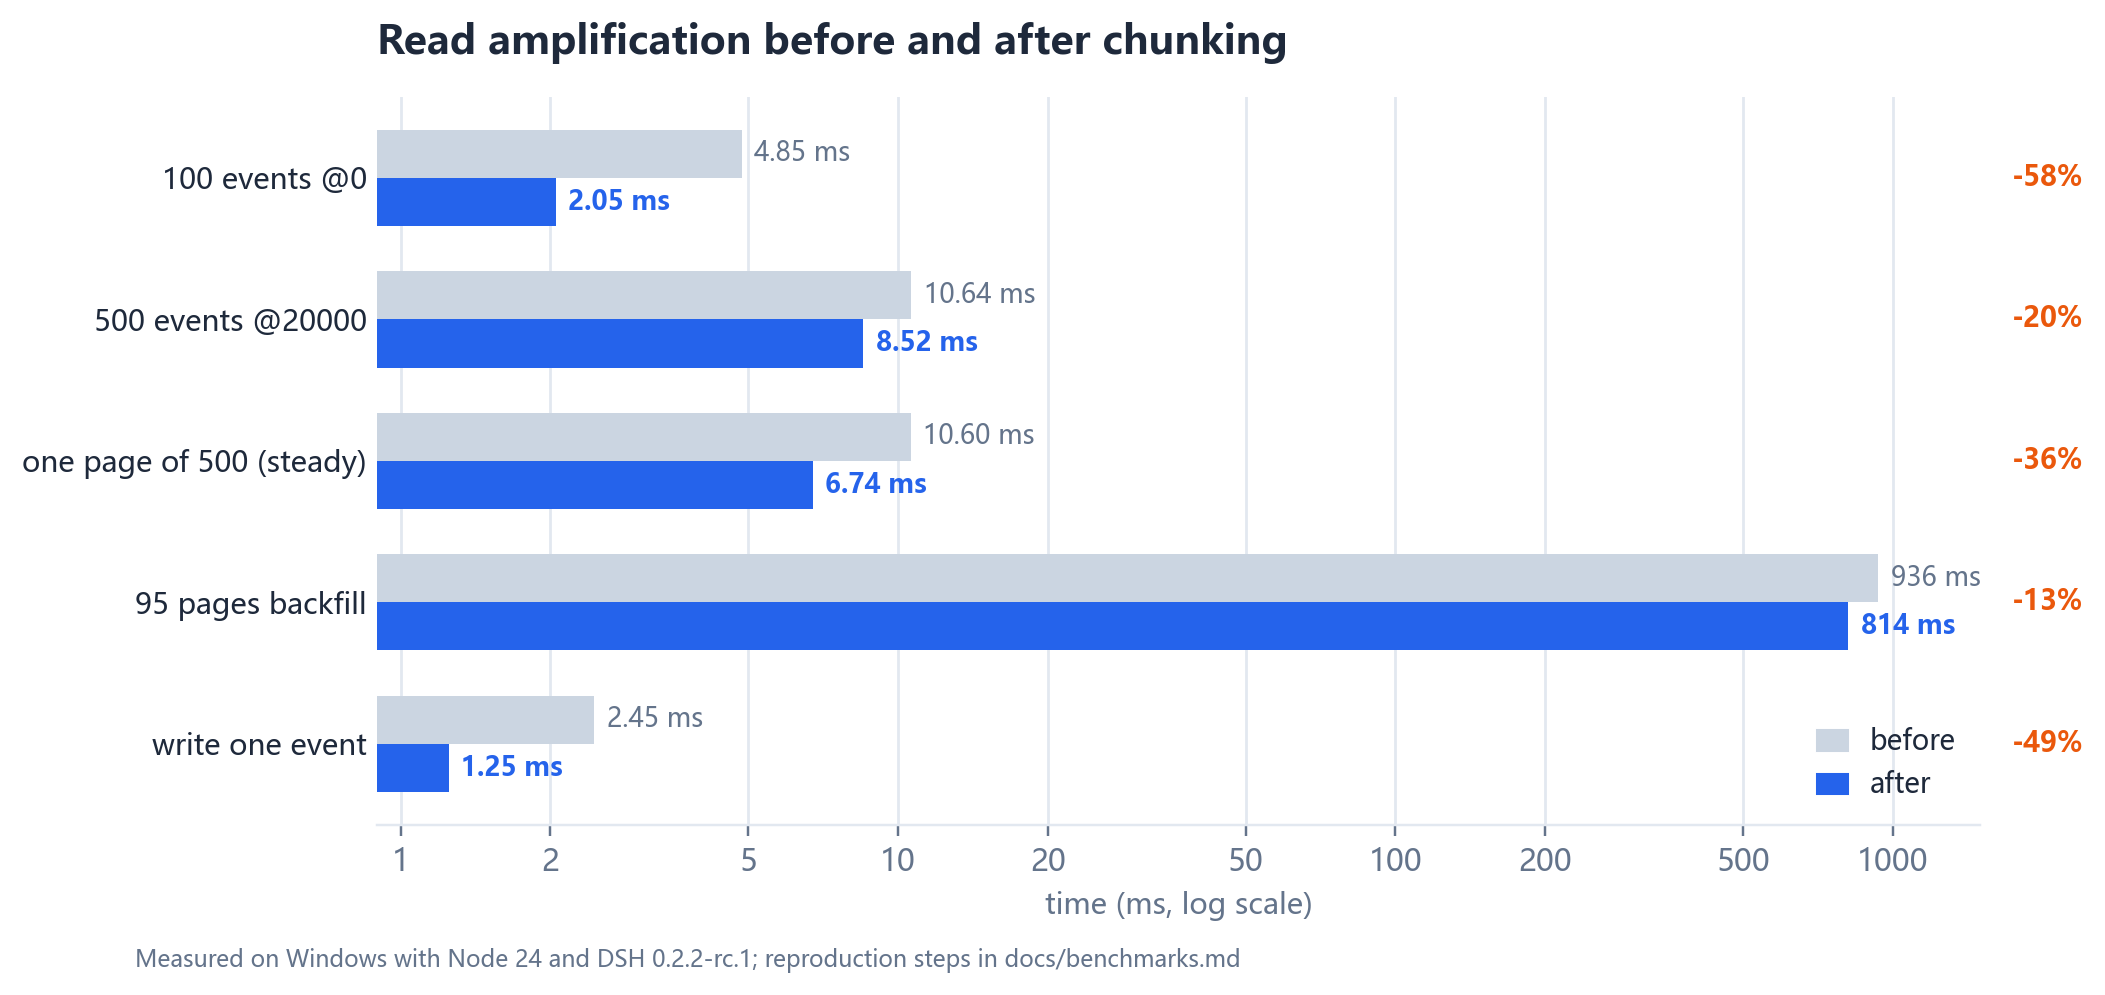 Read amplification before and after chunking
100 events @0
4.85 ms
2.05 ms
-58%
500 events @20000
10.64 ms
8.52 ms
-20%
one page of 500 (steady)
10.60 ms
6.74 ms
-36%
95 pages backfill
936 ms
814 ms
-13%
write one event
2.45 ms
1.25 ms
-49%
before
after
1 2 5 10 20 50 100 200 500 1000
time (ms, log scale)
Measured on Windows with Node 24 and DSH 0.2.2-rc.1; reproduction steps in docs/benchmarks.md